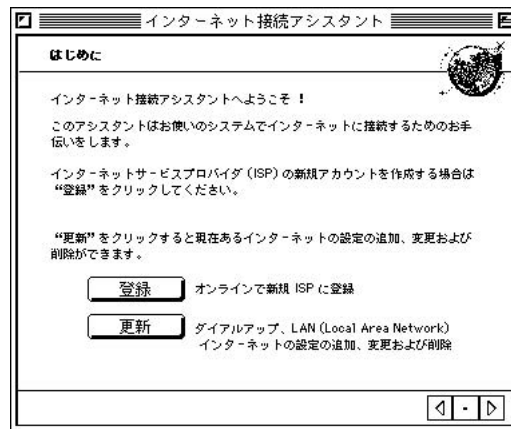 インターネット接続アシスタント
はじめに
インターネット接続アシスタントへようこそ！
このアシスタントはお使いのシステムでインターネットに接続するためのお手
伝いをします。
インターネットサービスプロバイダ（ISP）の新規アカウントを作成する場合は
“登録”をクリックしてください。
“更新”をクリックすると現在あるインターネットの設定の追加、変更および
削除ができます。
登録 オンラインで新規 ISP に登録
更新 ダイアルアップ、LAN (Local Area Network)
インターネットの設定の追加、変更および削除